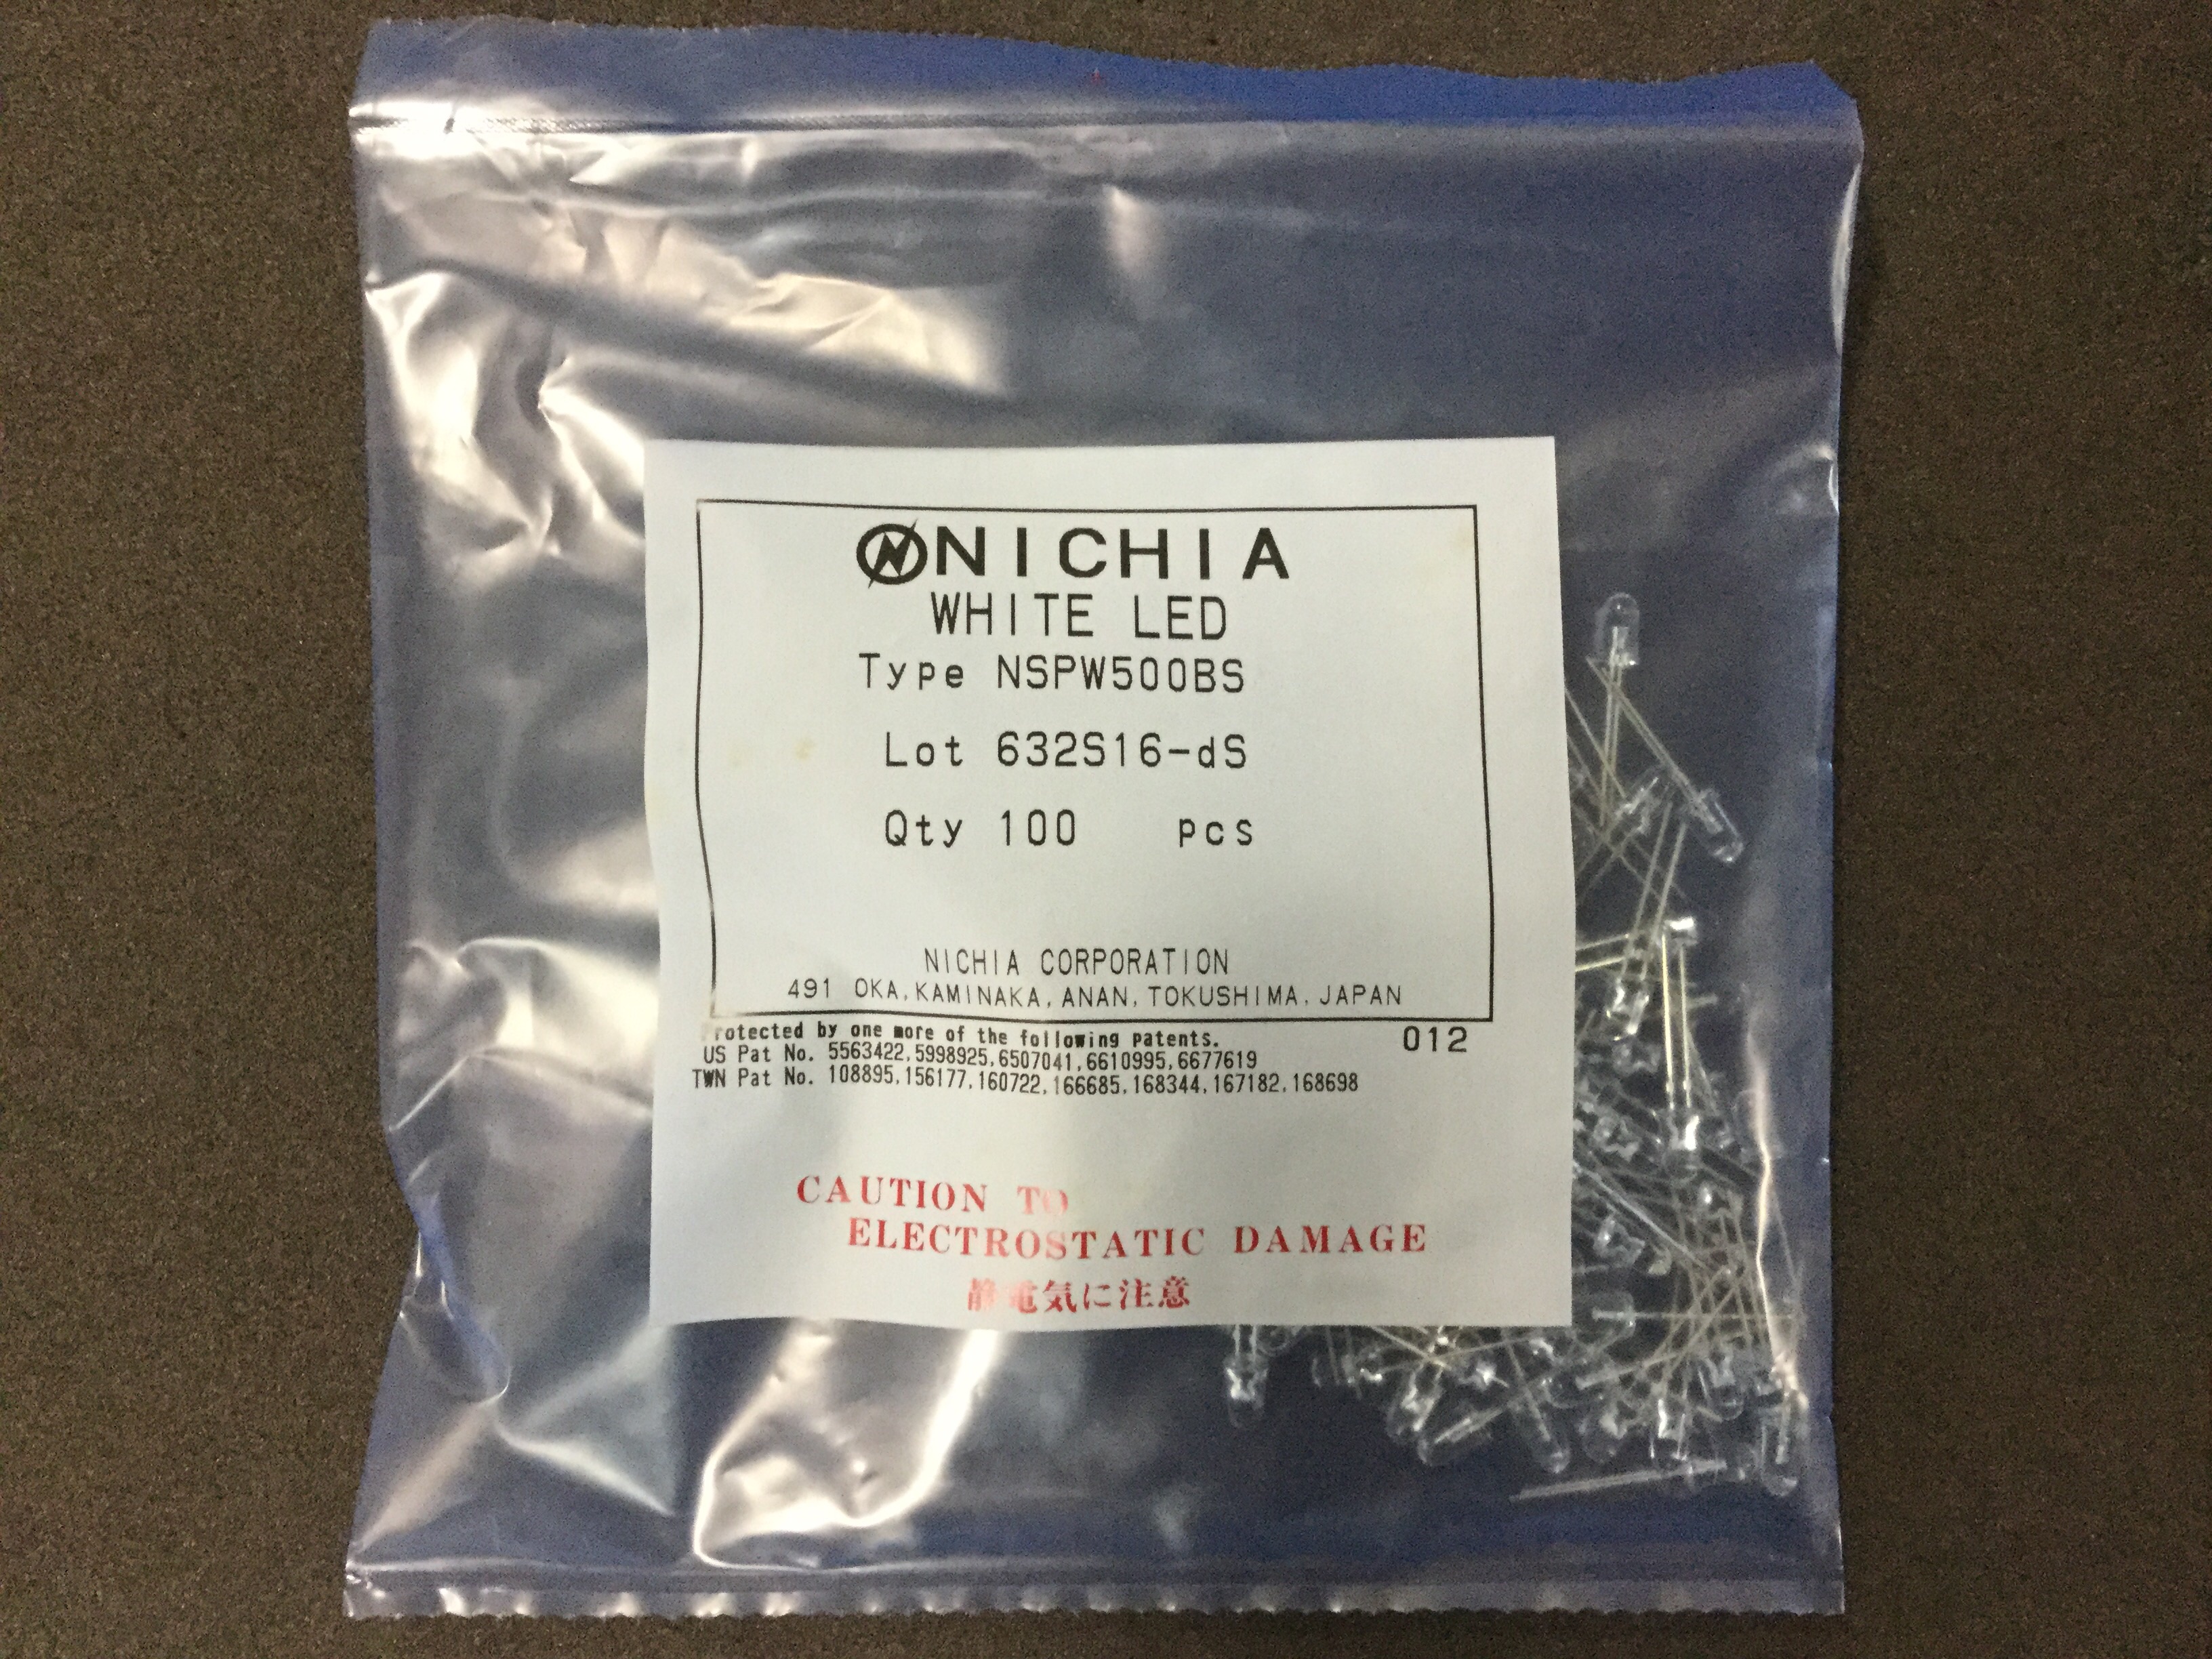 NICHIA
WHITE LED
Type NSPW500BS
Lot 632S16-dS
Qty 100 pcs
NICHIA CORPORATION
491 OKA,KAMINAKA,ANAN,TOKUSHIMA,JAPAN
Protected by one more of the following patents.
012
US Pat No. 5563422,5998925,6507041,6610995,6677619
TWN Pat No. 108895,156177,160722,166685,168344,167182,168698
CAUTION TO
ELECTROSTATIC DAMAGE
静電気に注意